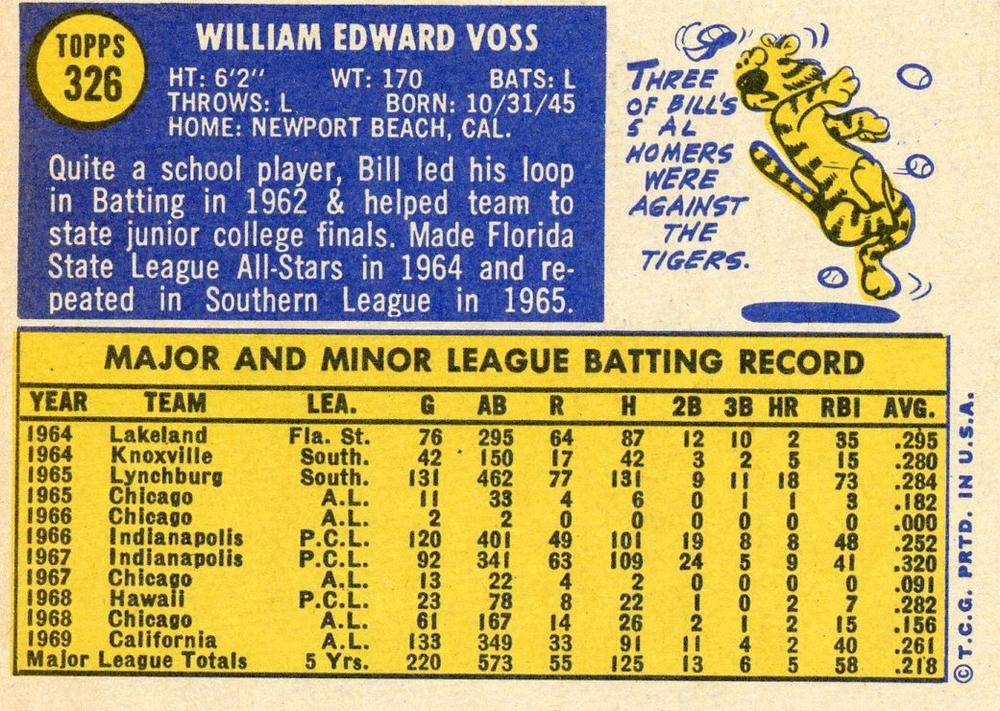 TOPPS
326
WILLIAM EDWARD VOSS
HT: 6'2" WT: 170 BATS: L
THROWS: L BORN: 10/31/45
HOME: NEWPORT BEACH, CAL.
Quite a school player, Bill led his loop
in Batting in 1962 & helped team to
state junior college finals. Made Florida
State League All-Stars in 1964 and re-
peated in Southern League in 1965.
THREE
OF BILL'S
5 AL
HOMERS
WERE
AGAINST
THE
TIGERS.
MAJOR AND MINOR LEAGUE BATTING RECORD
YEAR TEAM LEA. G AB R H 2B 3B HR RBI AVG.
1964 Lakeland Fla. St. 76 295 64 87 12 10 2 35 .295
1964 Knoxville South. 42 150 17 42 3 2 5 15 .280
1965 Lynchburg South. 131 462 77 131 9 11 18 73 .284
1965 Chicago A.L. 11 33 4 6 0 1 1 3 .182
1966 Chicago A.L. 2 2 0 0 0 0 0 0 .000
1966 Indianapolis P.C.L. 120 401 49 101 19 8 8 48 .252
1967 Indianapolis P.C.L. 92 341 63 109 24 5 9 41 .320
1967 Chicago A.L. 13 22 4 2 0 0 0 0 .091
1968 Hawaii P.C.L. 23 78 8 22 1 0 2 7 .282
1968 Chicago A.L. 61 167 14 26 2 1 2 15 .156
1969 California A.L. 133 349 33 91 11 4 2 40 .261
Major League Totals 5 Yrs. 220 573 55 125 13 6 5 58 .218
©T.C.G. PRTD. IN U.S.A.